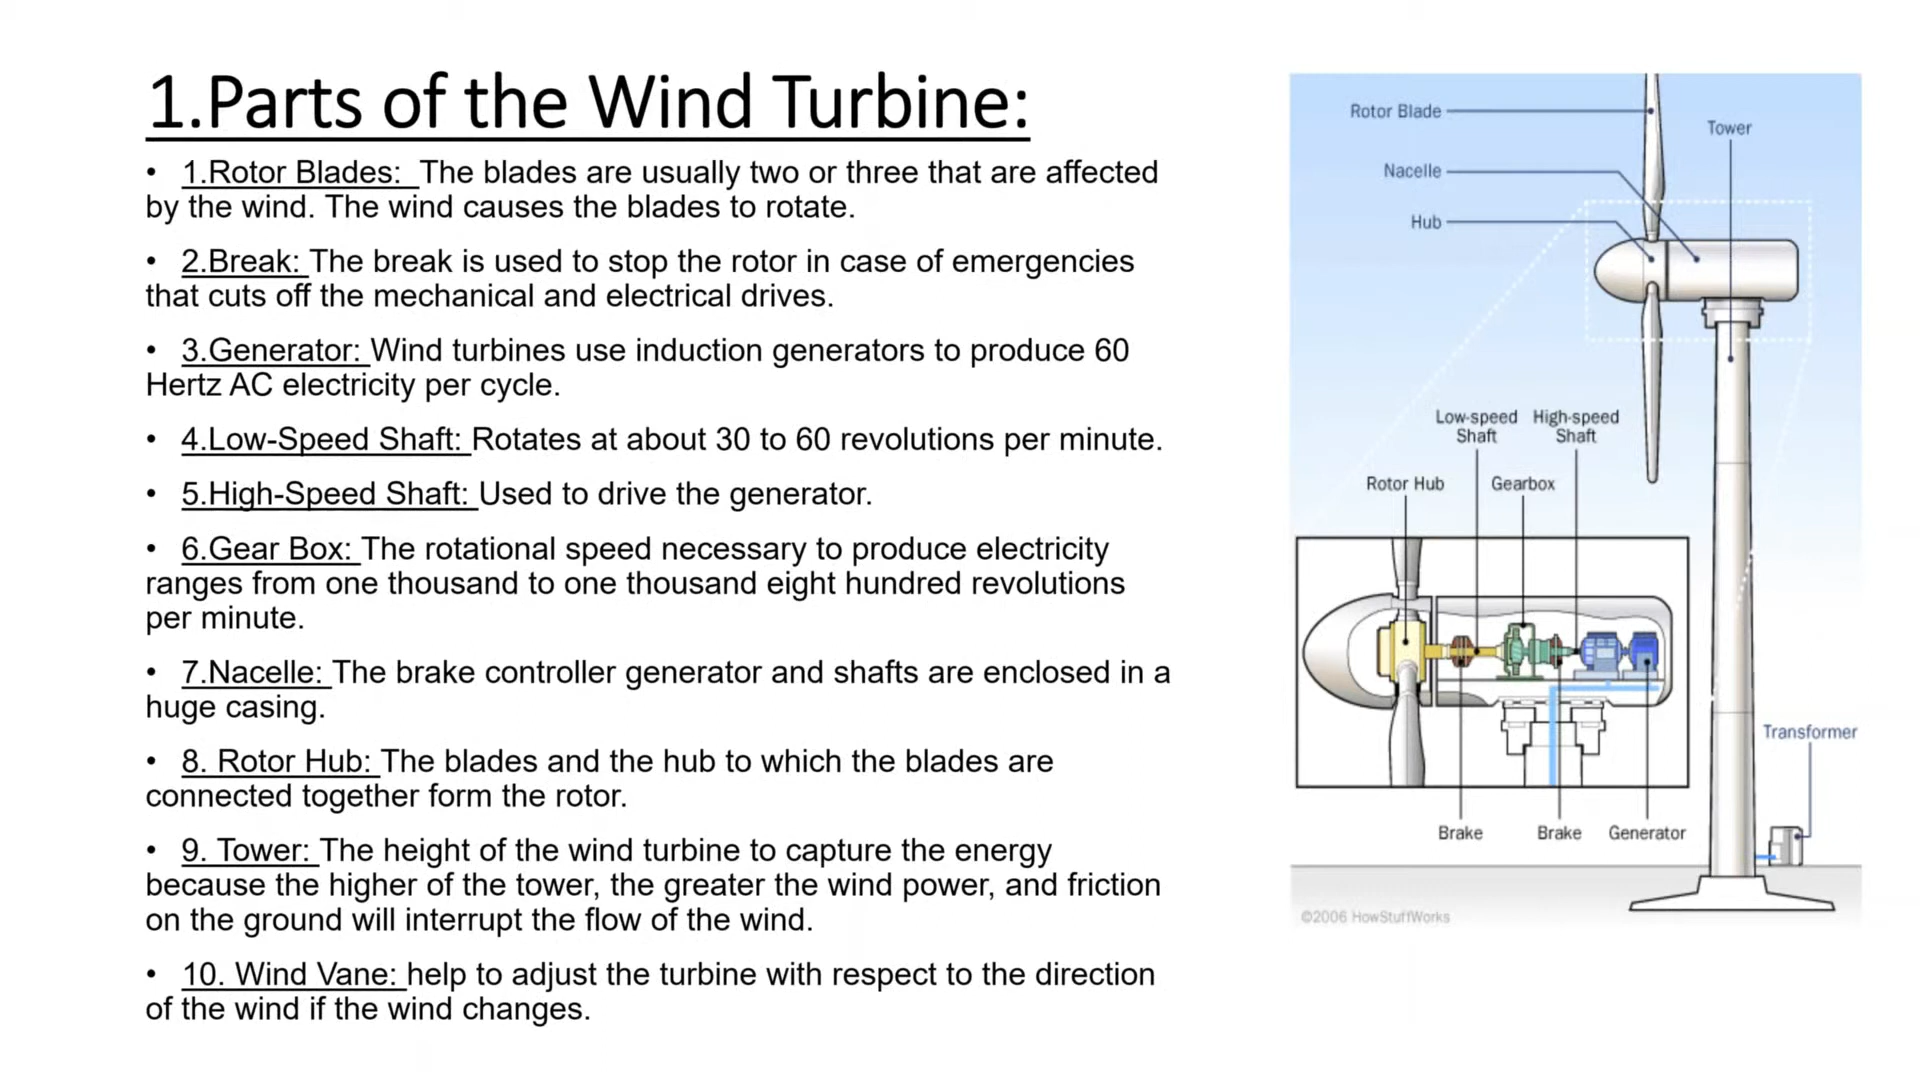 1.Parts of the Wind Turbine:
• 1.Rotor Blades: The blades are usually two or three that are affected
by the wind. The wind causes the blades to rotate.
• 2.Break: The break is used to stop the rotor in case of emergencies
that cuts off the mechanical and electrical drives.
• 3.Generator: Wind turbines use induction generators to produce 60
Hertz AC electricity per cycle.
• 4.Low-Speed Shaft: Rotates at about 30 to 60 revolutions per minute.
• 5.High-Speed Shaft: Used to drive the generator.
• 6.Gear Box: The rotational speed necessary to produce electricity
ranges from one thousand to one thousand eight hundred revolutions
per minute.
• 7.Nacelle: The brake controller generator and shafts are enclosed in a
huge casing.
• 8. Rotor Hub: The blades and the hub to which the blades are
connected together form the rotor.
• 9. Tower: The height of the wind turbine to capture the energy
because the higher of the tower, the greater the wind power, and friction
on the ground will interrupt the flow of the wind.
• 10. Wind Vane: help to adjust the turbine with respect to the direction
of the wind if the wind changes.
Rotor Blade
Tower
Nacelle
Hub
Low-speed High-speed
Shaft Shaft
Rotor Hub Gearbox
Transformer
Brake Brake Generator
©2006 HowStuffWorks